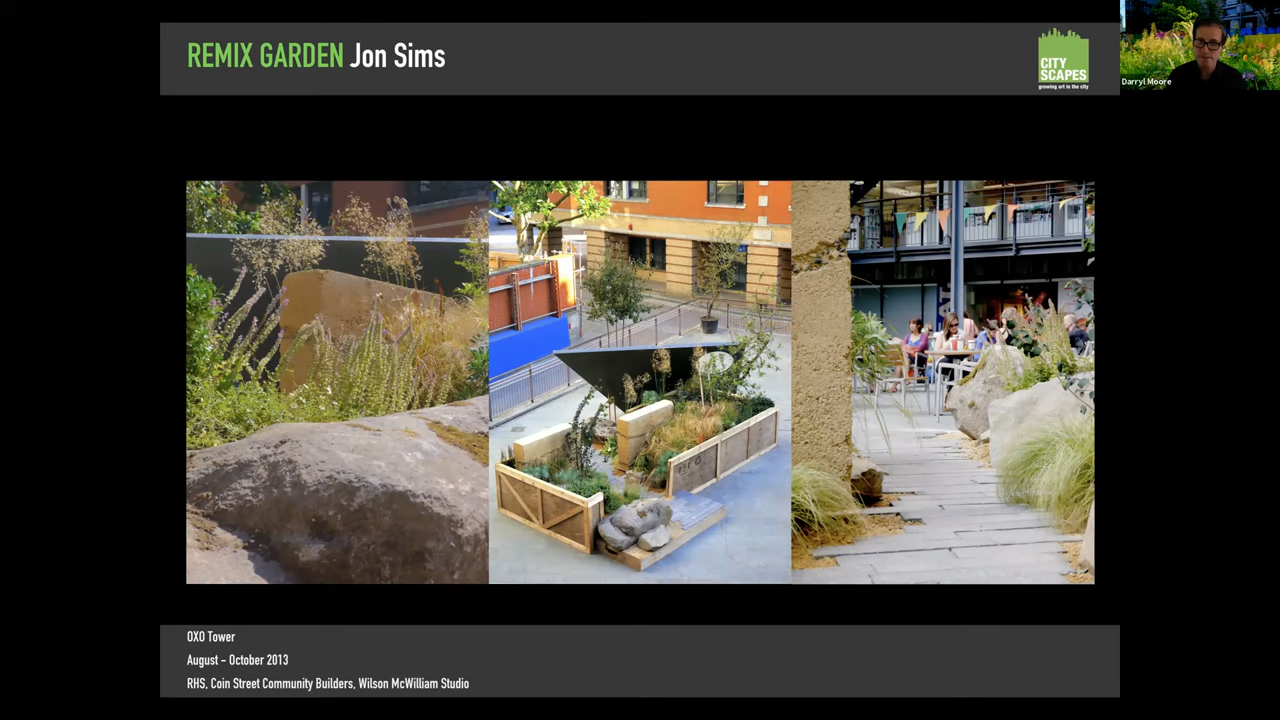 REMIX GARDEN Jon Sims
CITY
SCAPES
growing art in the city
Darryl Moore
OXO Tower
August - October 2013
RHS, Coin Street Community Builders, Wilson McWilliam Studio